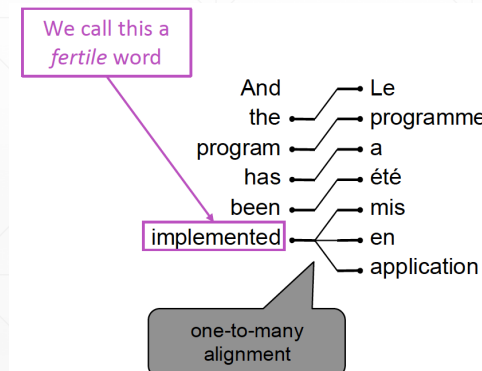 We call this a
fertile word
And
the
program
has
been
implemented
Le
programme
a
été
mis
en
application
one-to-many
alignment